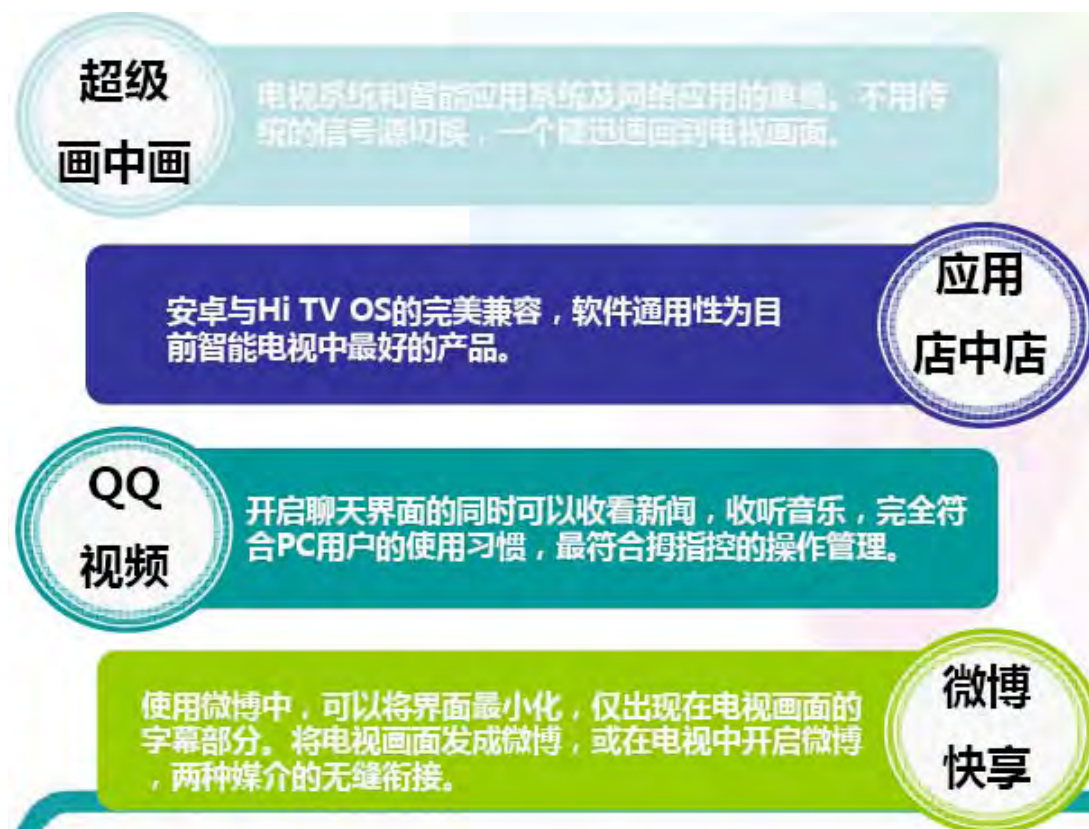 超级
画中画
电视系统和智能应用系统及网络应用的重叠。不用传
统的信号源切换，一个键迅速回到电视画面。
安卓与Hi TV OS的完美兼容，软件通用性为目
前智能电视中最好的产品。
应用
店中店
QQ
视频
开启聊天界面的同时可以收看新闻，收听音乐，完全符
合PC用户的使用习惯，最符合拇指控的操作管理。
使用微博中，可以将界面最小化，仅出现在电视画面的
字幕部分。将电视画面发成微博，或在电视中开启微博
，两种媒介的无缝衔接。
微博
快享